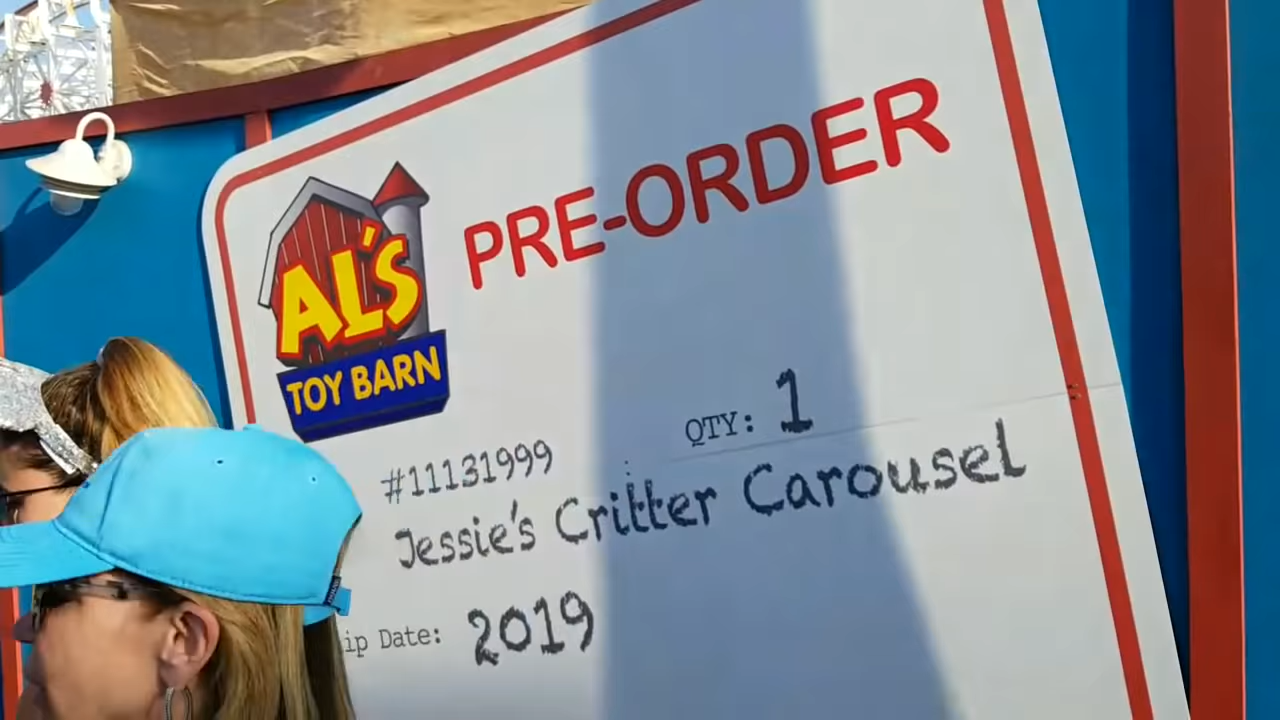 PRE-ORDER
AL'S
TOY BARN
QTY: 1
#11131999
Jessie's Critter Carousel
ip Date: 2019